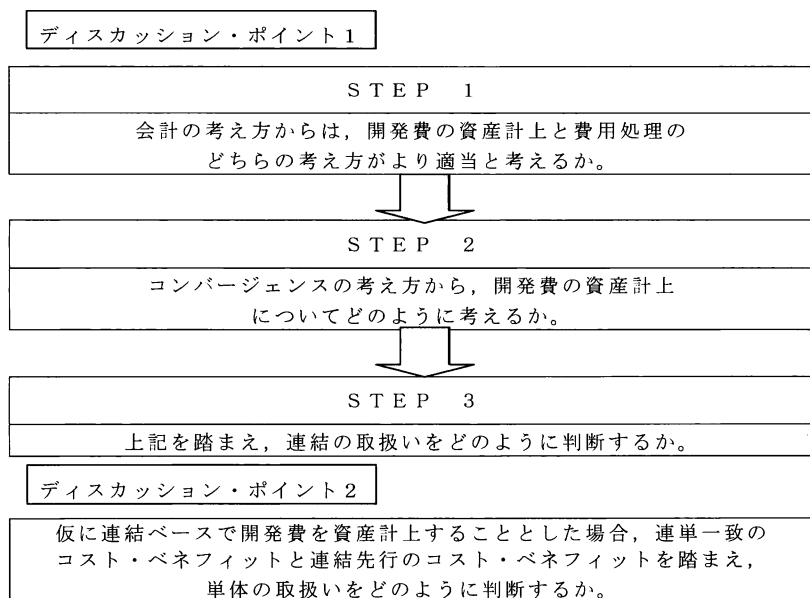 ディスカッション・ポイント1
STEP 1
会計の考え方からは，開発費の資産計上と費用処理の
どちらの考え方がより適当と考えるか。
STEP 2
コンバージェンスの考え方から，開発費の資産計上
についてどのように考えるか。
STEP 3
上記を踏まえ，連結の取扱いをどのように判断するか。
ディスカッション・ポイント2
仮に連結ベースで開発費を資産計上することとした場合，連単一致の
コスト・ベネフィットと連結先行のコスト・ベネフィットを踏まえ，
単体の取扱いをどのように判断するか。